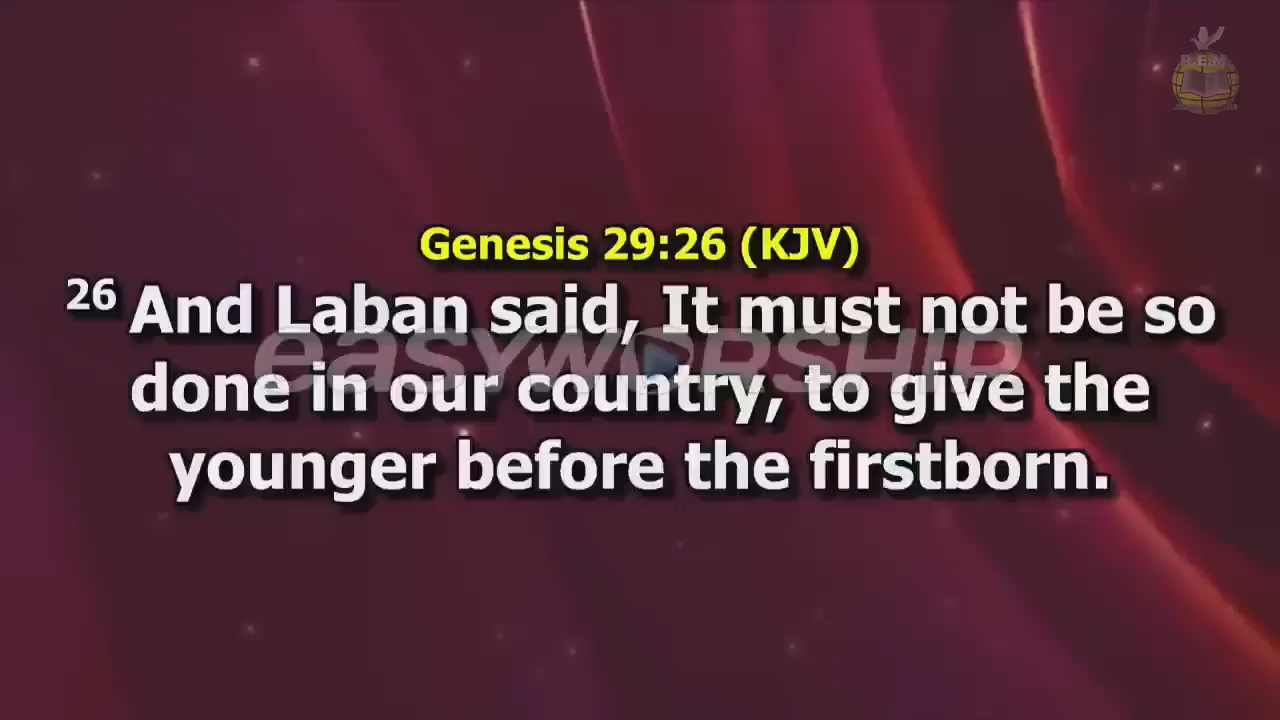 R.E.M
Genesis 29:26 (KJV)
26 And Laban said, It must not be so
done in our country, to give the
younger before the firstborn.
easyworship